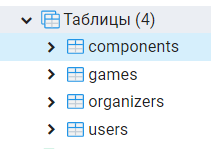 Таблицы (4)
components
games
organizers
users